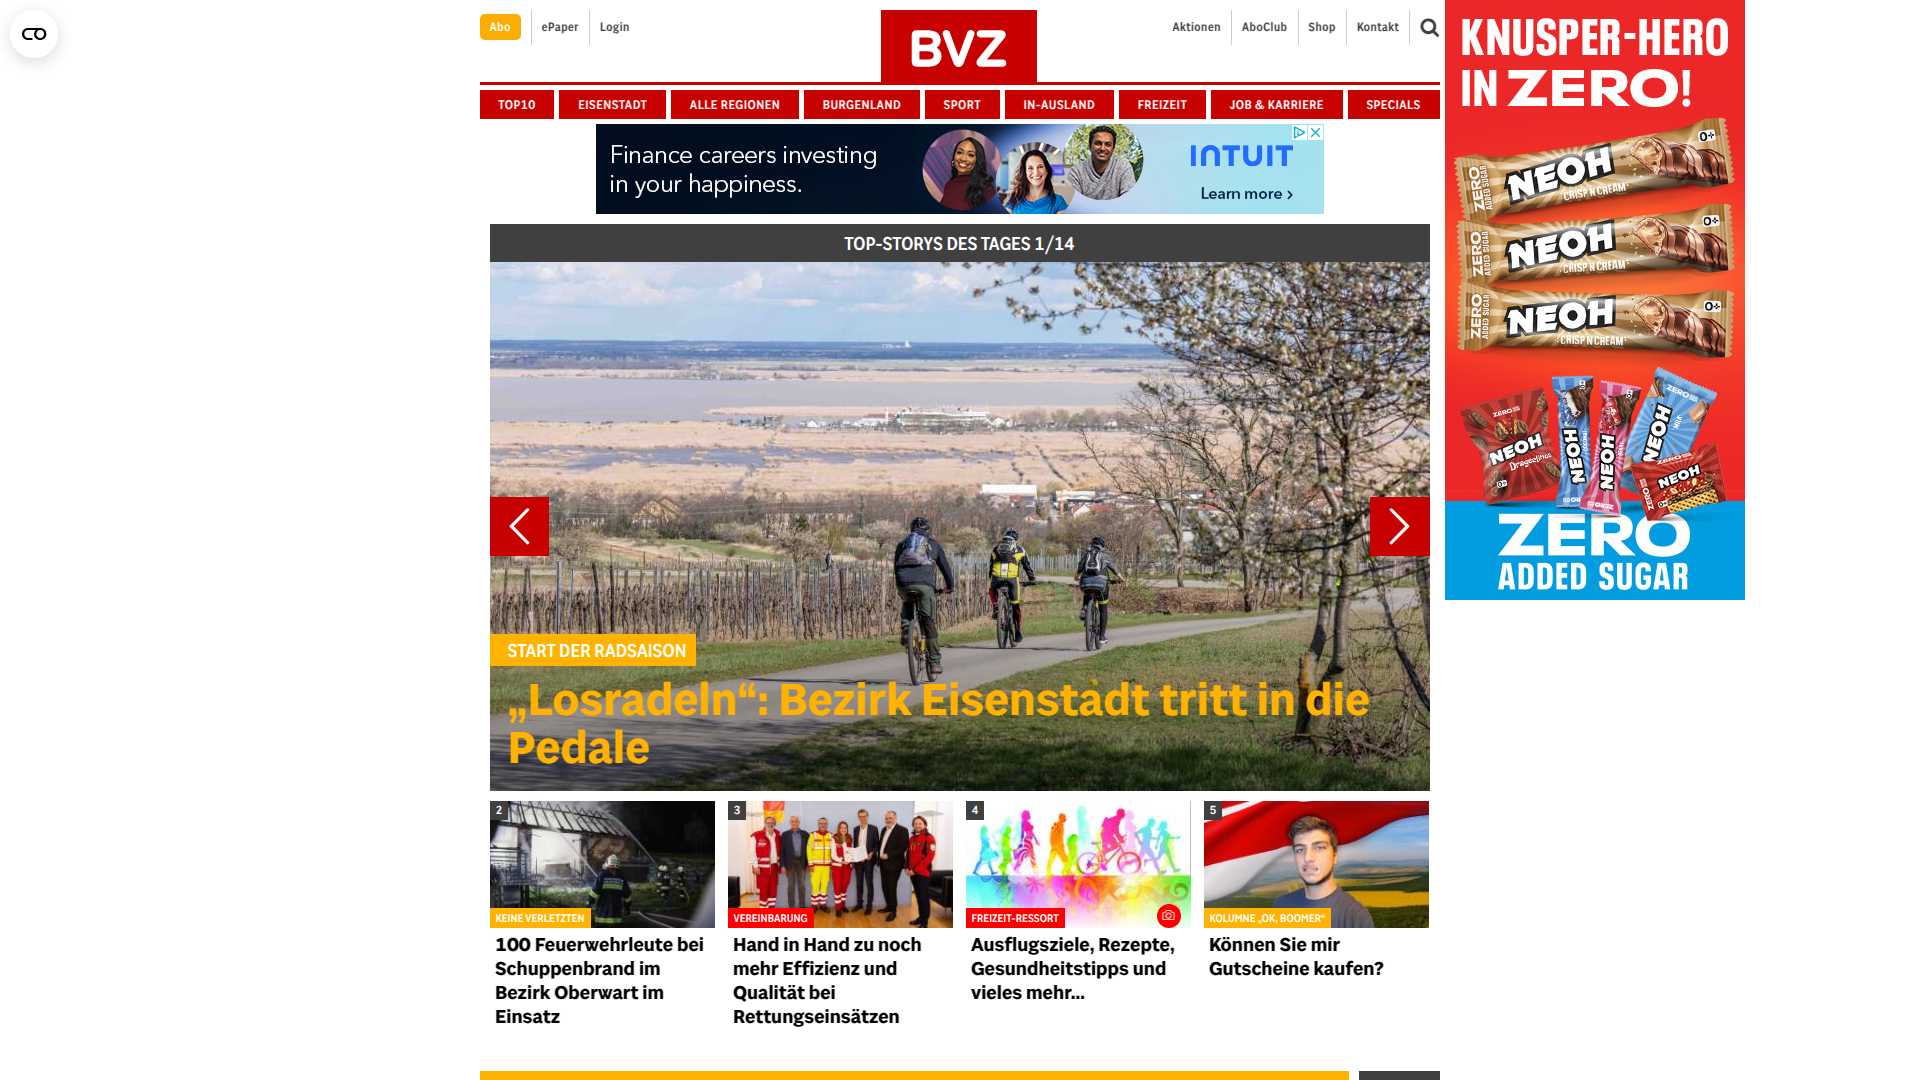 Abo
ePaper
Login
BVZ
Aktionen
AboClub
Shop
Kontakt
TOP10
EISENSTADT
ALLE REGIONEN
BURGENLAND
SPORT
IN-AUSLAND
FREIZEIT
JOB & KARRIERE
SPECIALS
Finance careers investing
in your happiness.
INTUIT
Learn more ›
TOP-STORYS DES TAGES 1/14
START DER RADSAISON
„Losradeln“: Bezirk Eisenstadt tritt in die
Pedale
2
KEINE VERLETZTEN
100 Feuerwehrleute bei
Schuppenbrand im
Bezirk Oberwart im
Einsatz
3
VEREINBARUNG
Hand in Hand zu noch
mehr Effizienz und
Qualität bei
Rettungseinsätzen
4
FREIZEIT-RESSORT
Ausflugsziele, Rezepte,
Gesundheitstipps und
vieles mehr...
5
KOLUMNE „OK, BOOMER“
Können Sie mir
Gutscheine kaufen?
KNUSPER-HERO
IN ZERO!
ZERO
ADDED SUGAR
NEOH
CRISP'N'CREAM
ZERO
ADDED SUGAR
NEOH
CRISP'N'CREAM
ZERO
ADDED SUGAR
NEOH
CRISP'N'CREAM
ZERO
NEOH
NEOH
NEOH
ZERO
NEOH
ZERO
NEOH
ZERO
ADDED SUGAR